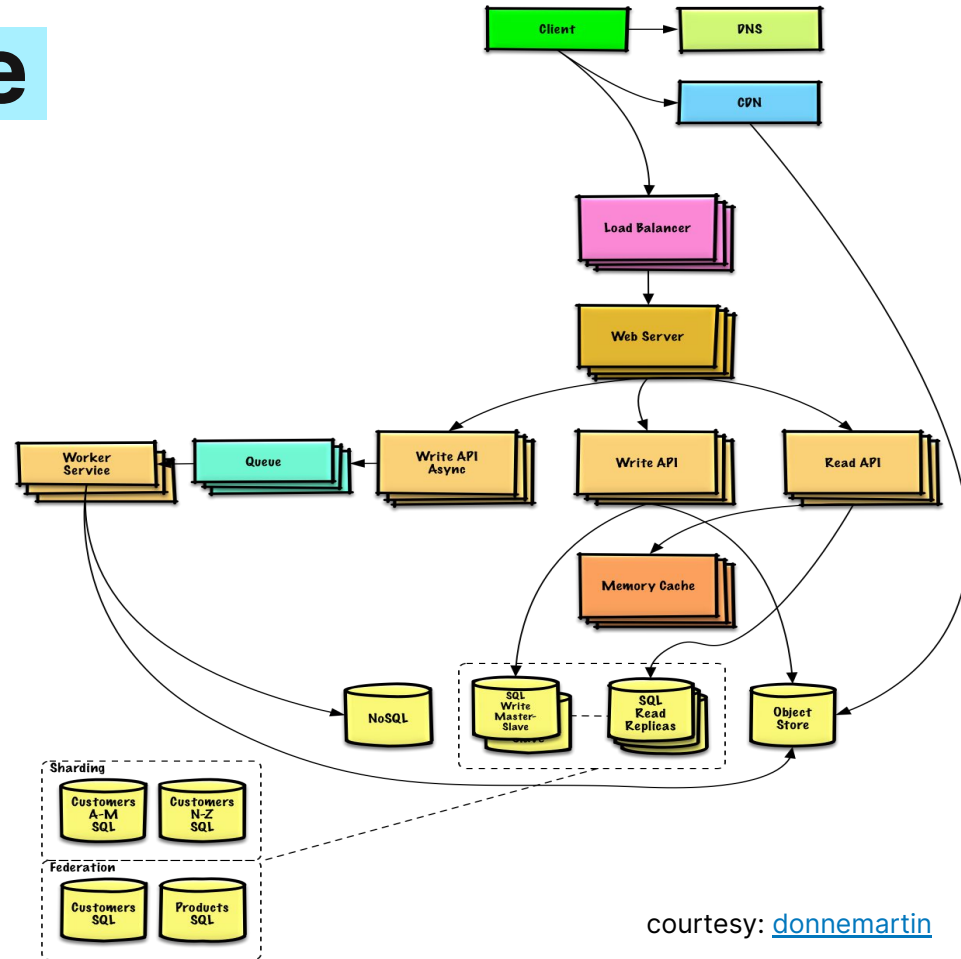 e
Client
DNS
CDN
Load Balancer
Web Server
Worker
Service
Queue
Write API
Async
Write API
Read API
Memory Cache
NoSQL
SQL
Write
Master-
Slave
SQL
Read
Replicas
Object
Store
Sharding
Customers
A-M
SQL
Customers
N-Z
SQL
Federation
Customers
SQL
Products
SQL
courtesy: donnemartin